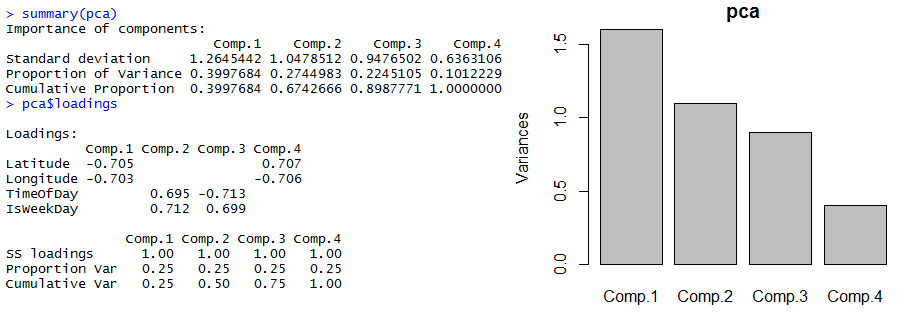 > summary(pca)
Importance of components:
                          Comp.1    Comp.2    Comp.3    Comp.4
Standard deviation     1.2645442 1.0478512 0.9476502 0.6363106
Proportion of Variance 0.3997684 0.2744983 0.2245105 0.1012229
Cumulative Proportion  0.3997684 0.6742666 0.8987771 1.0000000
> pca$loadings
Loadings:
          Comp.1 Comp.2 Comp.3 Comp.4
Latitude  -0.705                0.707
Longitude -0.703               -0.706
TimeOfDay         0.695 -0.713
IsWeekDay         0.712  0.699
               Comp.1 Comp.2 Comp.3 Comp.4
SS loadings      1.00   1.00   1.00   1.00
Proportion Var   0.25   0.25   0.25   0.25
Cumulative Var   0.25   0.50   0.75   1.00
pca
Variances
1.5
1.0
0.5
0.0
Comp.1 Comp.2 Comp.3 Comp.4